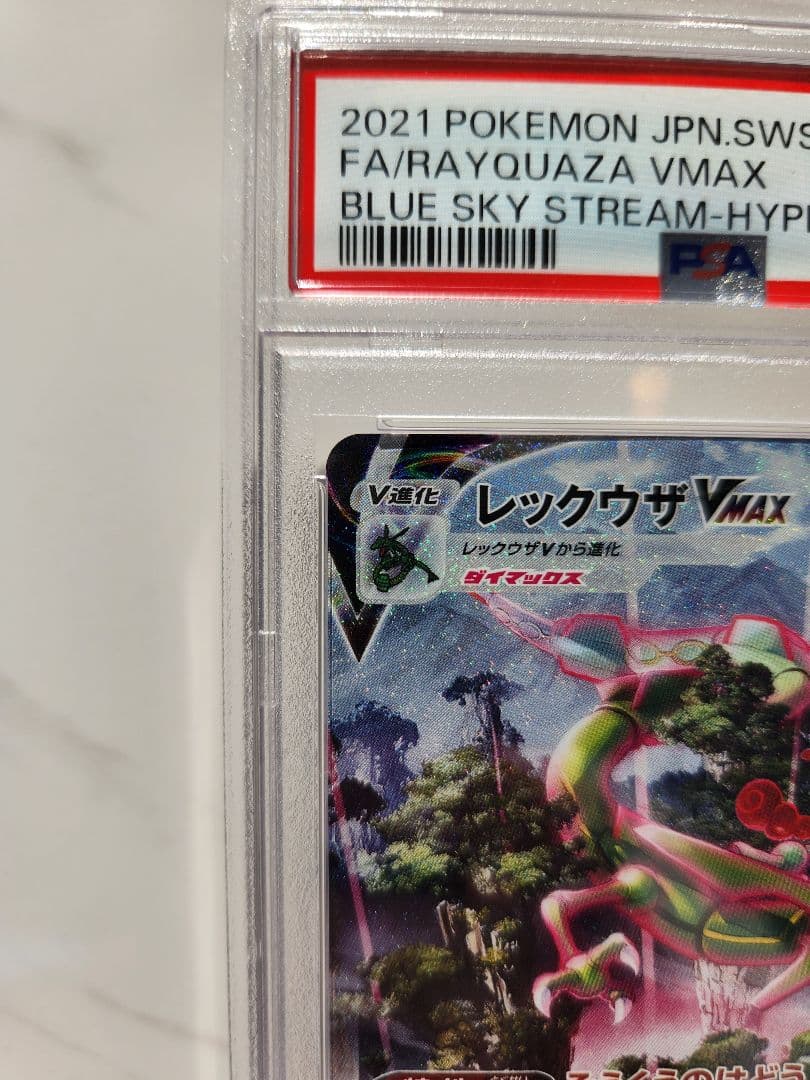 2021 POKEMON JPN.SWS
FA/RAYQUAZA VMAX
BLUE SKY STREAM-HYP
PSA
V進化
レックウザVMAX
レックウザVから進化
ダイマックス